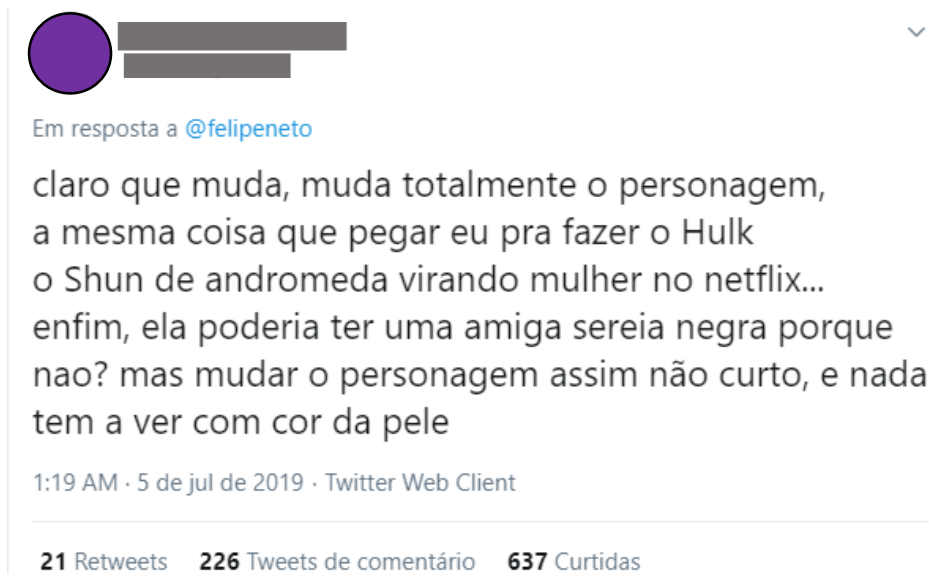 Em resposta a @felipeneto
claro que muda, muda totalmente o personagem,
a mesma coisa que pegar eu pra fazer o Hulk
o Shun de andromeda virando mulher no netflix...
enfim, ela poderia ter uma amiga sereia negra porque
nao? mas mudar o personagem assim não curto, e nada
tem a ver com cor da pele
1:19 AM · 5 de jul de 2019 · Twitter Web Client
21 Retweets 226 Tweets de comentário 637 Curtidas